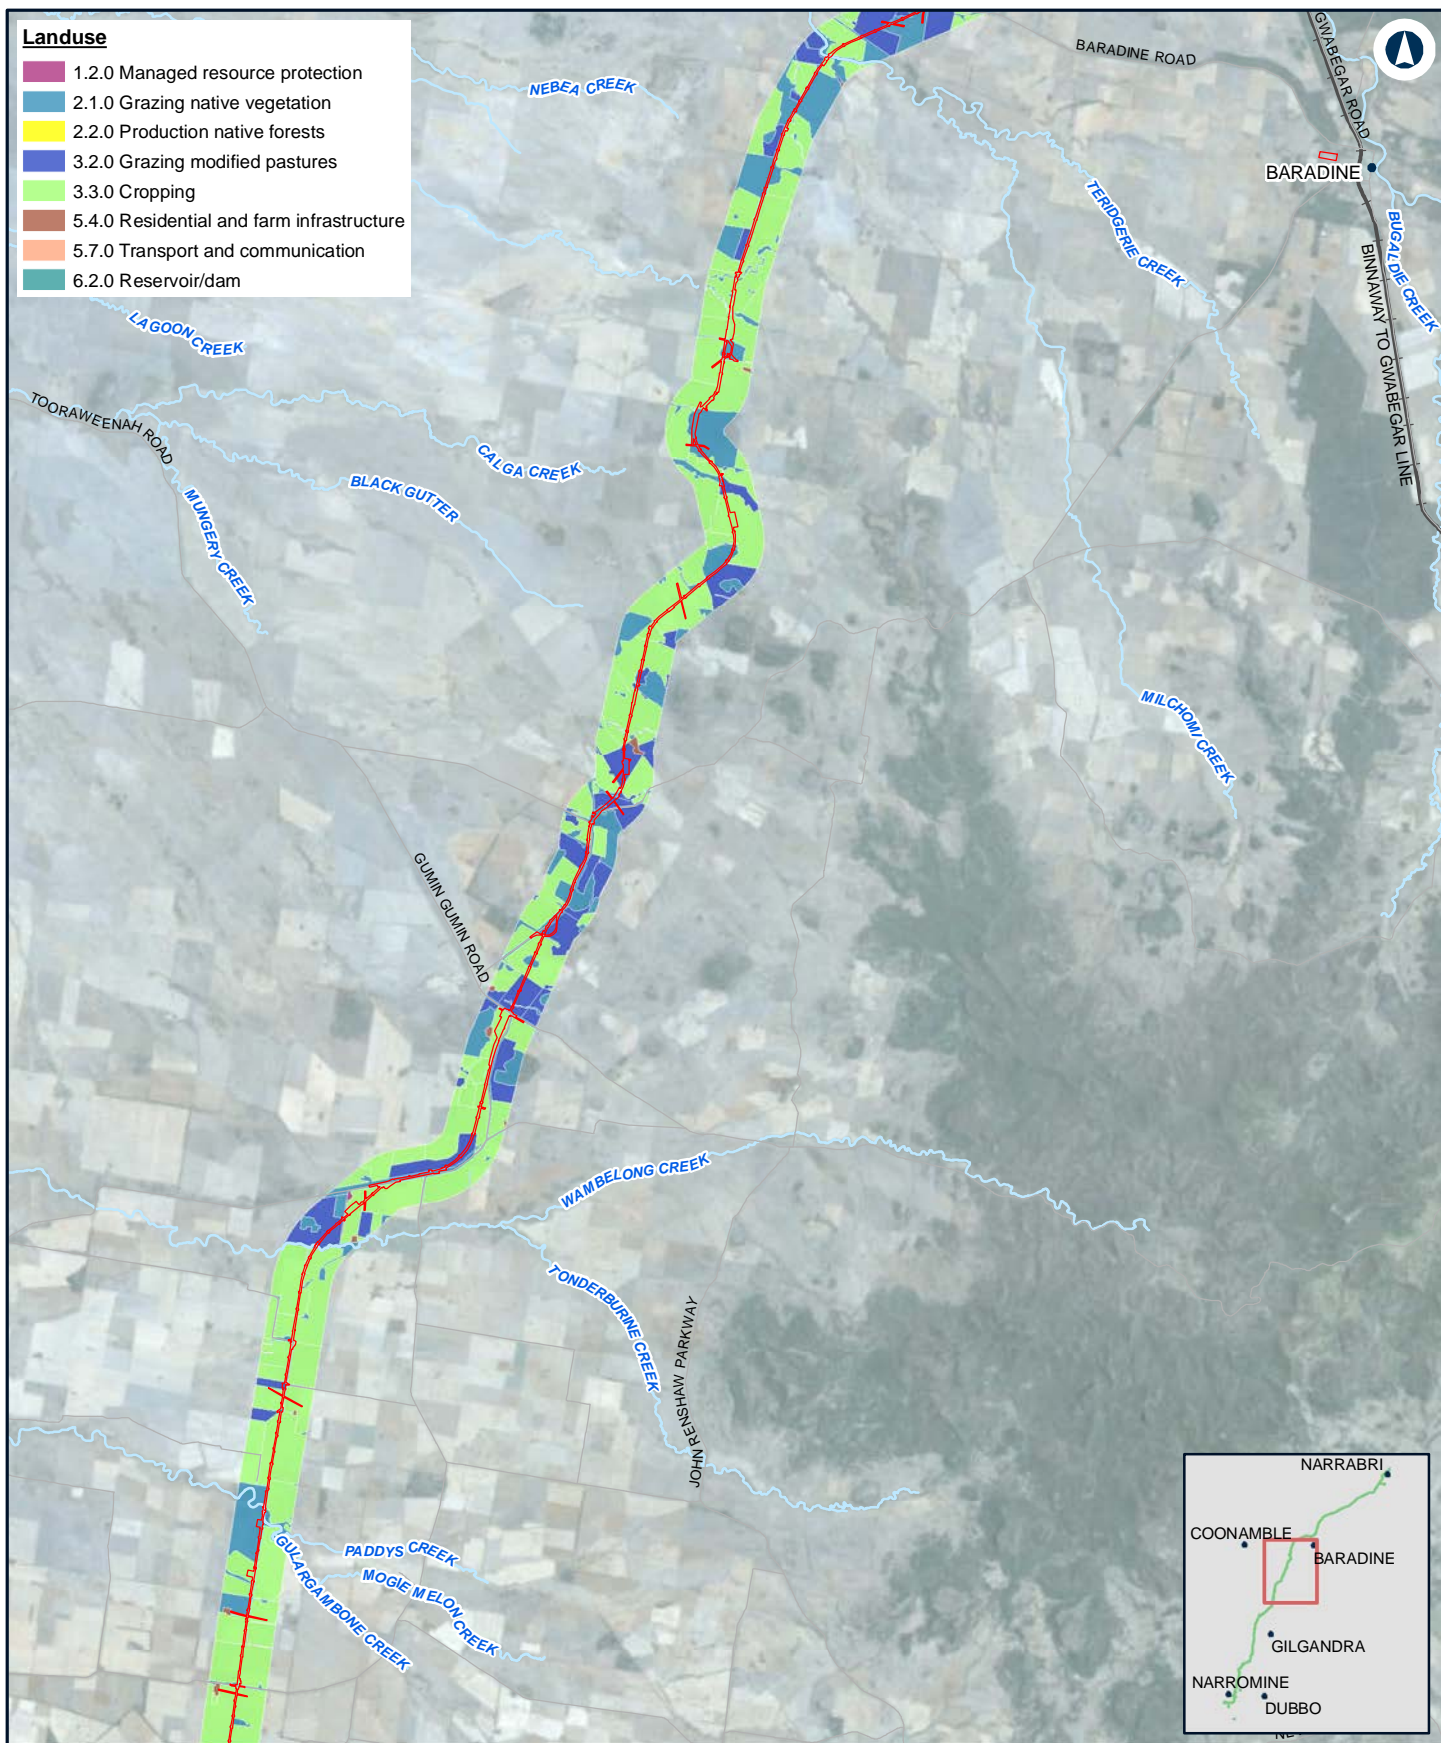 Landuse
1.2.0 Managed resource protection
2.1.0 Grazing native vegetation
2.2.0 Production native forests
3.2.0 Grazing modified pastures
3.3.0 Cropping
5.4.0 Residential and farm infrastructure
5.7.0 Transport and communication
6.2.0 Reservoir/dam
NEBEA CREEK
BARADINE ROAD
GWABEGAR ROAD
BARADINE
TERIDGERIE CREEK
BUGALDIE CREEK
BINNAWAY TO GWABEGAR LINE
LAGOON CREEK
TOORAWEENAH ROAD
CALGA CREEK
BLACK GUTTER
MUNGERY CREEK
MILCHOMI CREEK
GUMIN GUMIN ROAD
WAMBELONG CREEK
TONDERBURINE CREEK
JOHN RENSHAW PARKWAY
GULARGAMBONE CREEK
PADDYS CREEK
MOGIE MELON CREEK
NARRABRI
COONAMBLE
BARADINE
GILGANDRA
NARROMINE
DUBBO